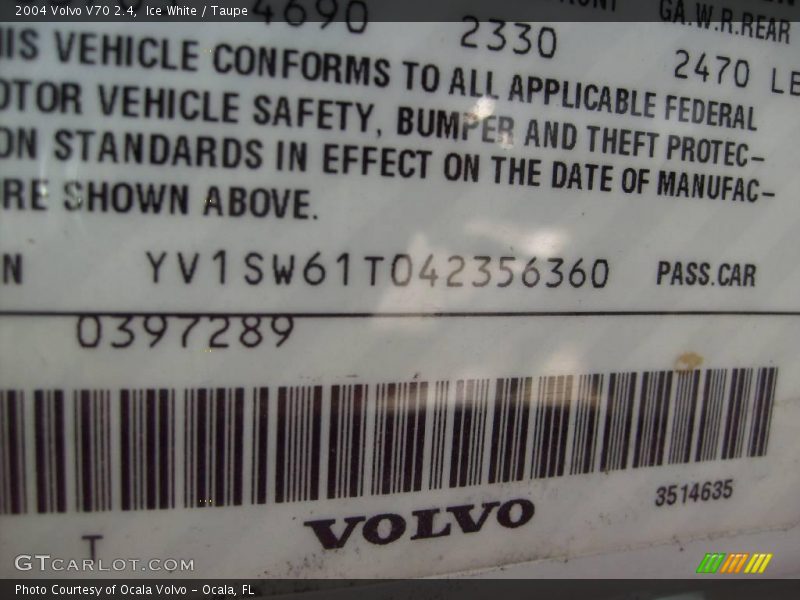 2004 Volvo V70 2.4, Ice White / Taupe
4690
2330
GA.W.R.REAR
2470
HIS VEHICLE CONFORMS TO ALL APPLICABLE FEDERAL
OTOR VEHICLE SAFETY, BUMPER AND THEFT PROTEC-
ON STANDARDS IN EFFECT ON THE DATE OF MANUFAC-
RE SHOWN ABOVE.
N YV1SW61T042356360 PASS.CAR
0397289
VOLVO
3514635
T
GTCARLOT.COM
Photo Courtesy of Ocala Volvo - Ocala, FL